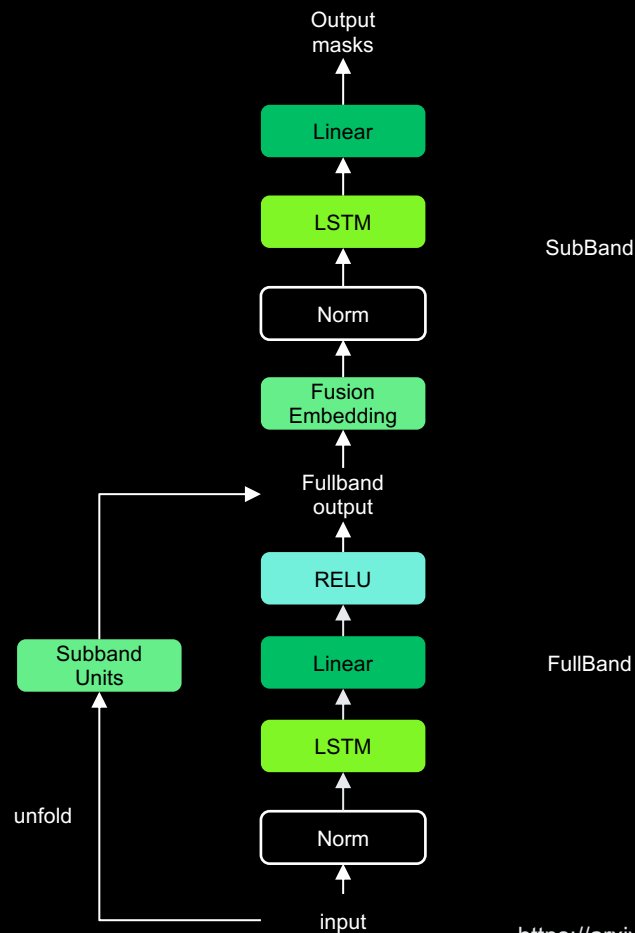 Output
masks
Linear
LSTM
SubBand
Norm
Fusion
Embedding
Fullband
output
RELU
Subband
Units
Linear
FullBand
LSTM
unfold
Norm
input